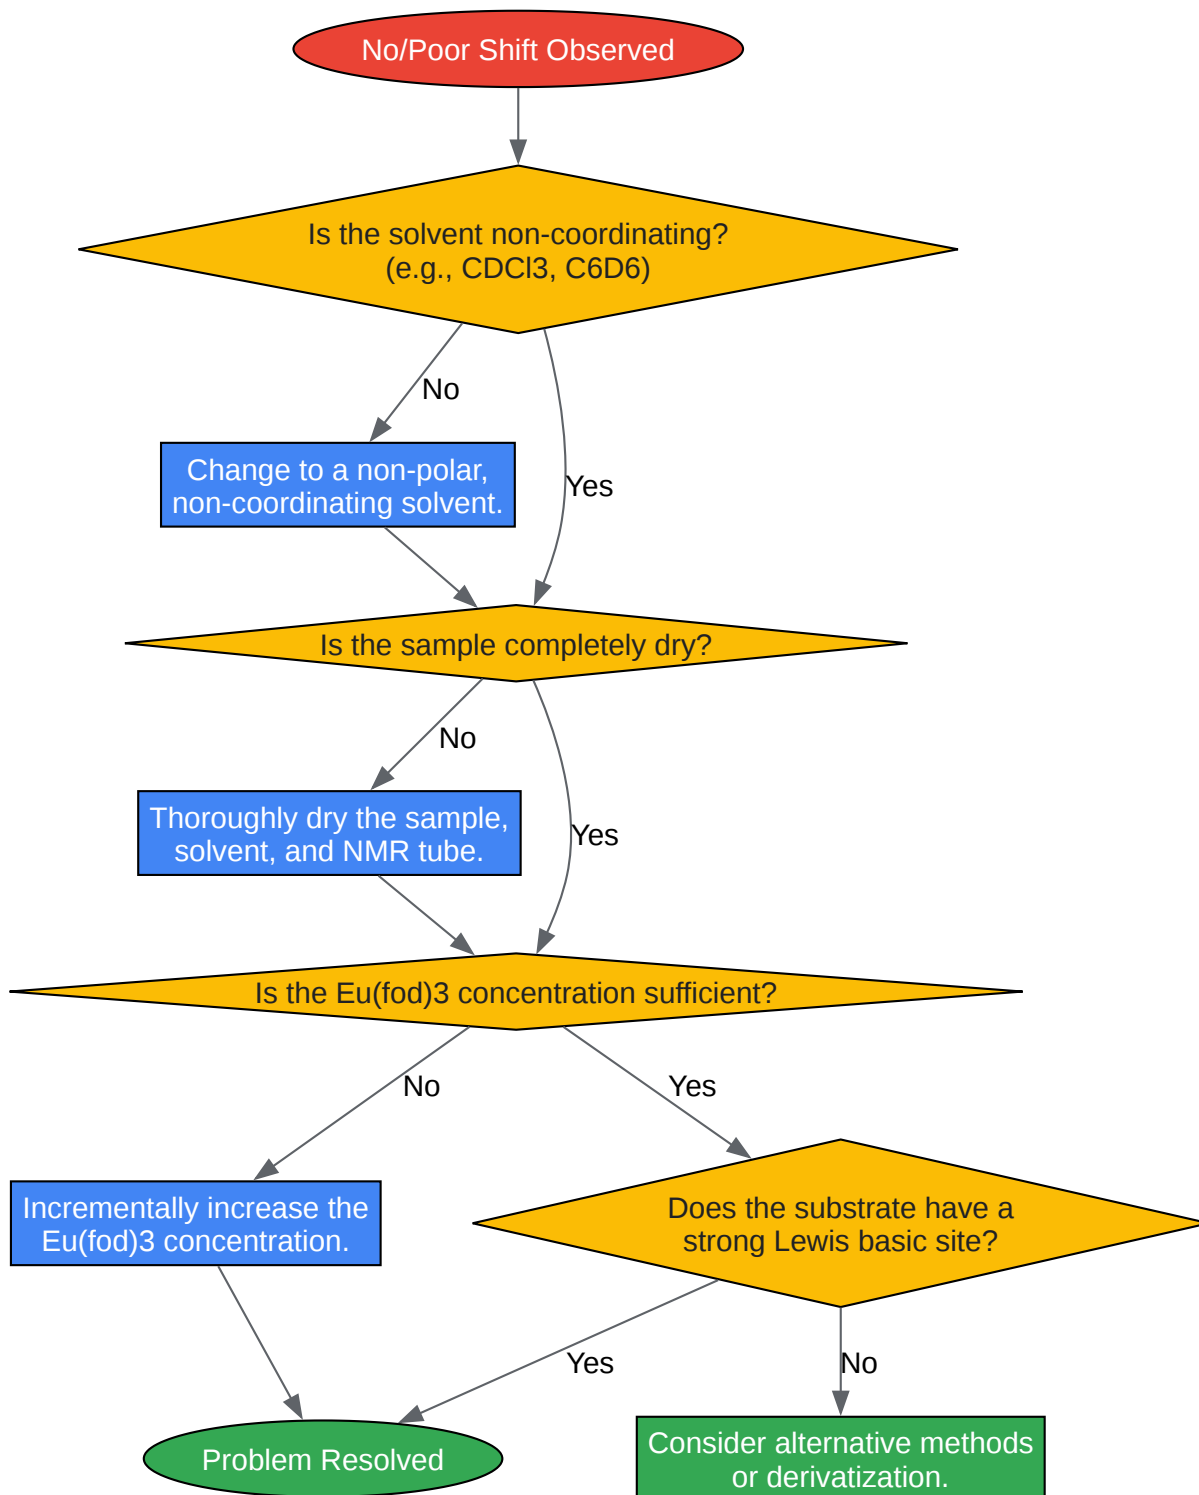 No/Poor Shift Observed
Is the solvent non-coordinating?
(e.g., CDCl3, C6D6)
No
Change to a non-polar,
non-coordinating solvent.
Yes
Is the sample completely dry?
No
Thoroughly dry the sample,
solvent, and NMR tube.
Yes
Is the Eu(fod)3 concentration sufficient?
No
Yes
Incrementally increase the
Eu(fod)3 concentration.
Does the substrate have a
strong Lewis basic site?
Yes
No
Problem Resolved
Consider alternative methods
or derivatization.